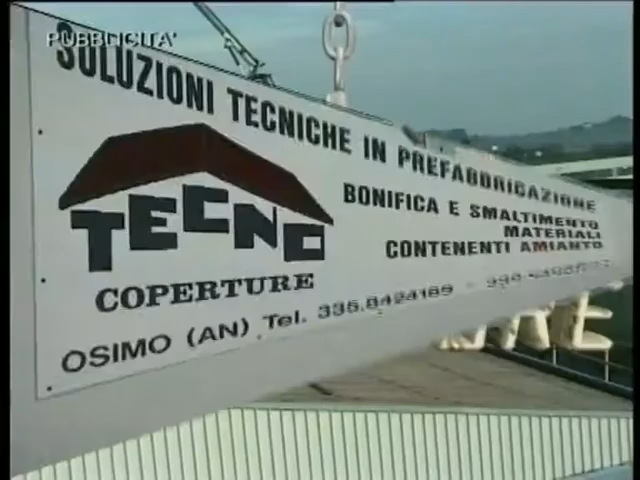 PUBBLICITA'
SOLUZIONI TECNICHE IN PREFABBRICAZIONE
TECNO
COPERTURE
BONIFICA E SMALTIMENTO
MATERIALI
CONTENENTI AMIANTO
OSIMO (AN) Tel. 335.8424189 -